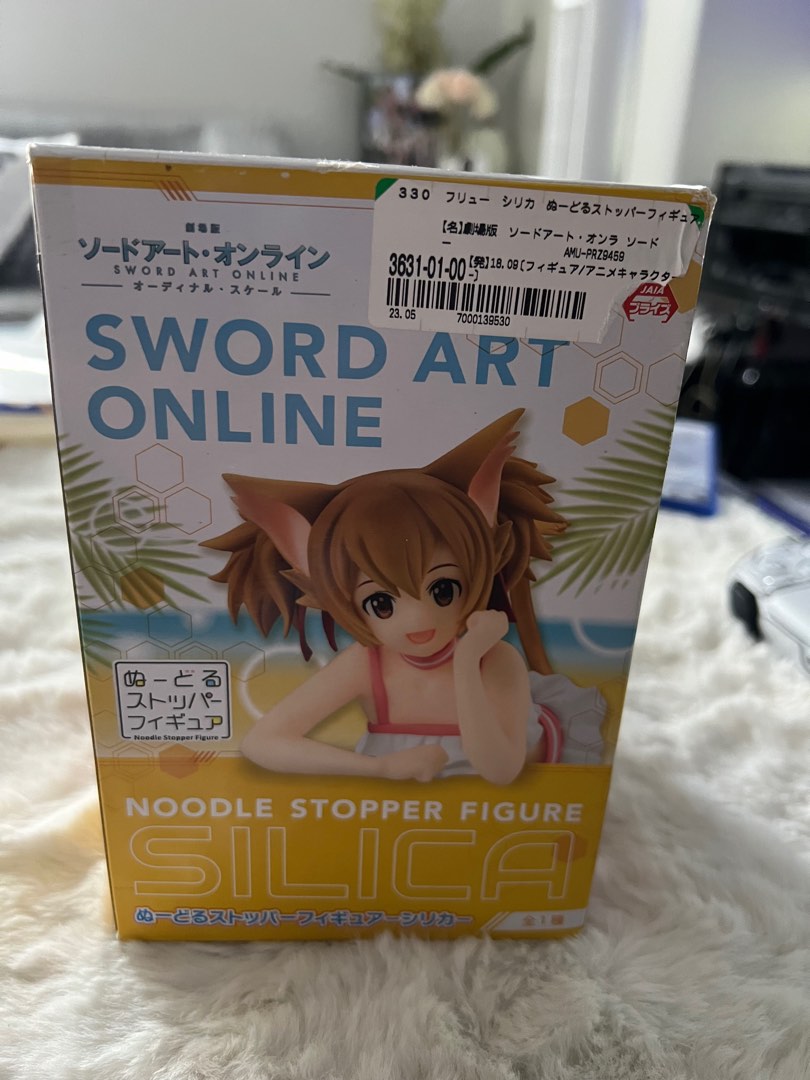 330 フリュー シリカ ぬーどるストッパーフィギュア
【名】劇場版 ソードアート・オンラ ソード
ー
AMU-PRZ9459
3631-01-00
【発】18.09〔フィギュア/アニメキャラクター〕
23.05
7000139530
JAIA
プライズ
劇場版
ソードアート・オンライン
SWORD ART ONLINE
オーディナル・スケール
SWORD ART
ONLINE
ぬーどる
ストッパー
フィギュア
Noodle Stopper Figure
NOODLE STOPPER FIGURE
SILICA
ぬーどるストッパーフィギュアーシリカー
全1種